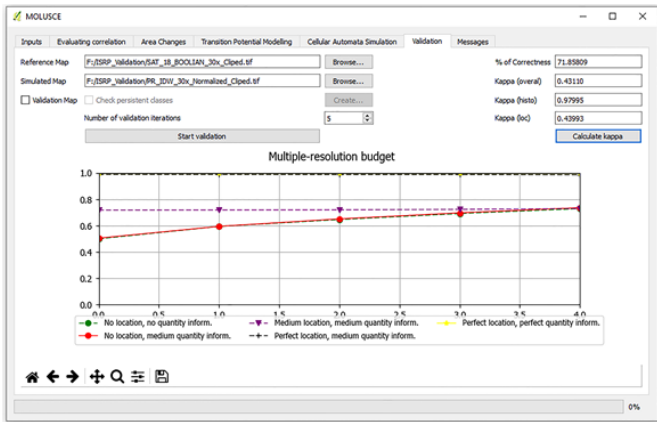 MOLUSCE
Inputs Evaluating correlation Area Changes Transition Potential Modelling Cellular Automata Simulation Validation Messages
Reference Map F:/ISRP_Validation/SAT_18_BOOLIAN_30x_Cliped.tif Browse... % of Correctness 71.85809
Simulated Map F:/ISRP_Validation/PR_IDW_30x_Normalized_Cliped.tif Browse... Kappa (overal) 0.43110
Validation Map Check persistent classes Create... Kappa (histo) 0.97995
Number of validation iterations 5 Kappa (loc) 0.43993
Start validation Calculate kappa
Multiple-resolution budget
1.0
0.8
0.6
0.4
0.2
0.0
0.0 0.5 1.0 1.5 2.0 2.5 3.0 3.5 4.0
No location, no quantity inform. Medium location, medium quantity inform. Perfect location, perfect quantity inform.
No location, medium quantity inform. Perfect location, medium quantity inform.
0%